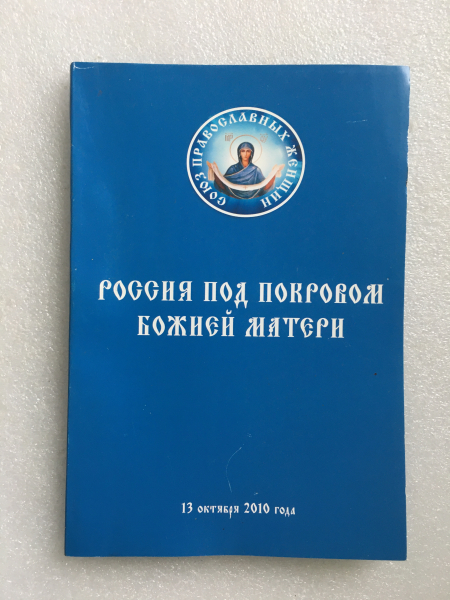 СОЮЗ ПРАВОСЛАВНЫХ ЖЕНЩИН
РОССИЯ ПОД ПОКРОВОМ
БОЖИЕЙ МАТЕРИ
13 октября 2010 года